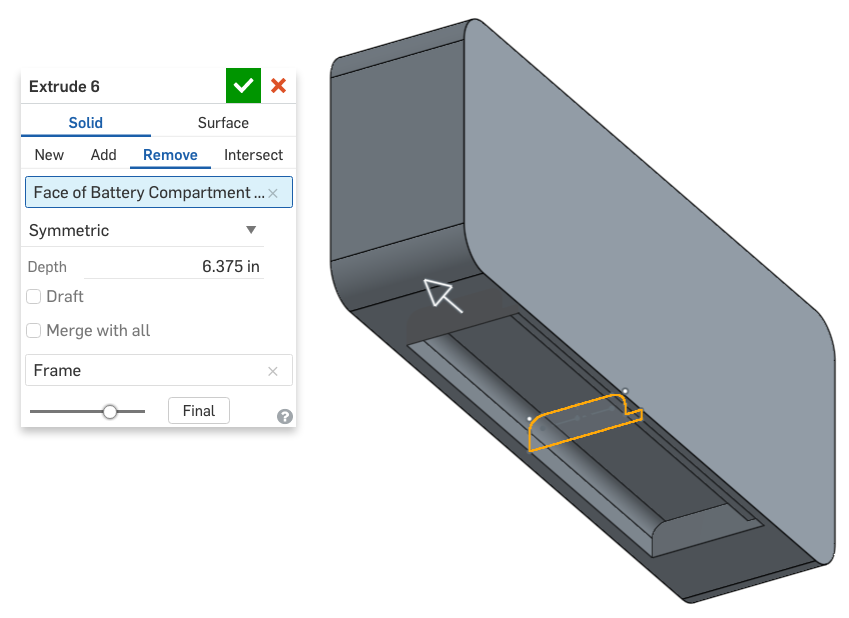 Extrude 6
Solid Surface
New Add Remove Intersect
Face of Battery Compartment ...
Symmetric
Depth 6.375 in
Draft
Merge with all
Frame
Final
?